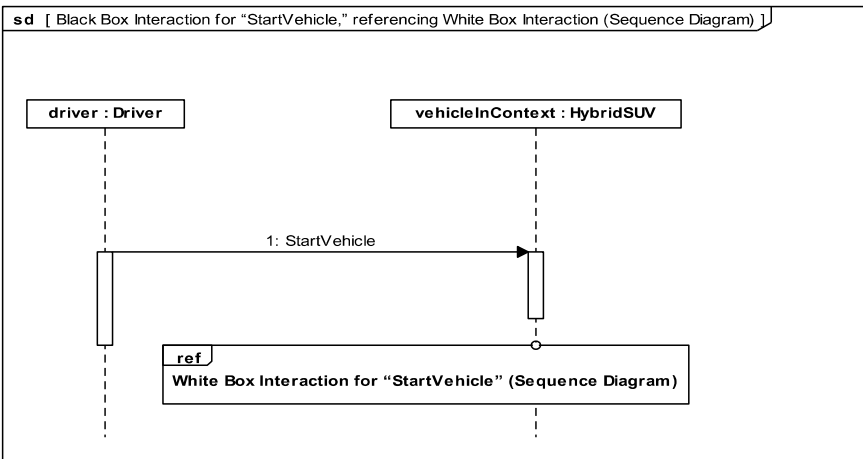 sd [ Black Box Interaction for “StartVehicle,” referencing White Box Interaction (Sequence Diagram) ]
driver : Driver
vehicleInContext : HybridSUV
1: StartVehicle
ref
White Box Interaction for “StartVehicle” (Sequence Diagram)